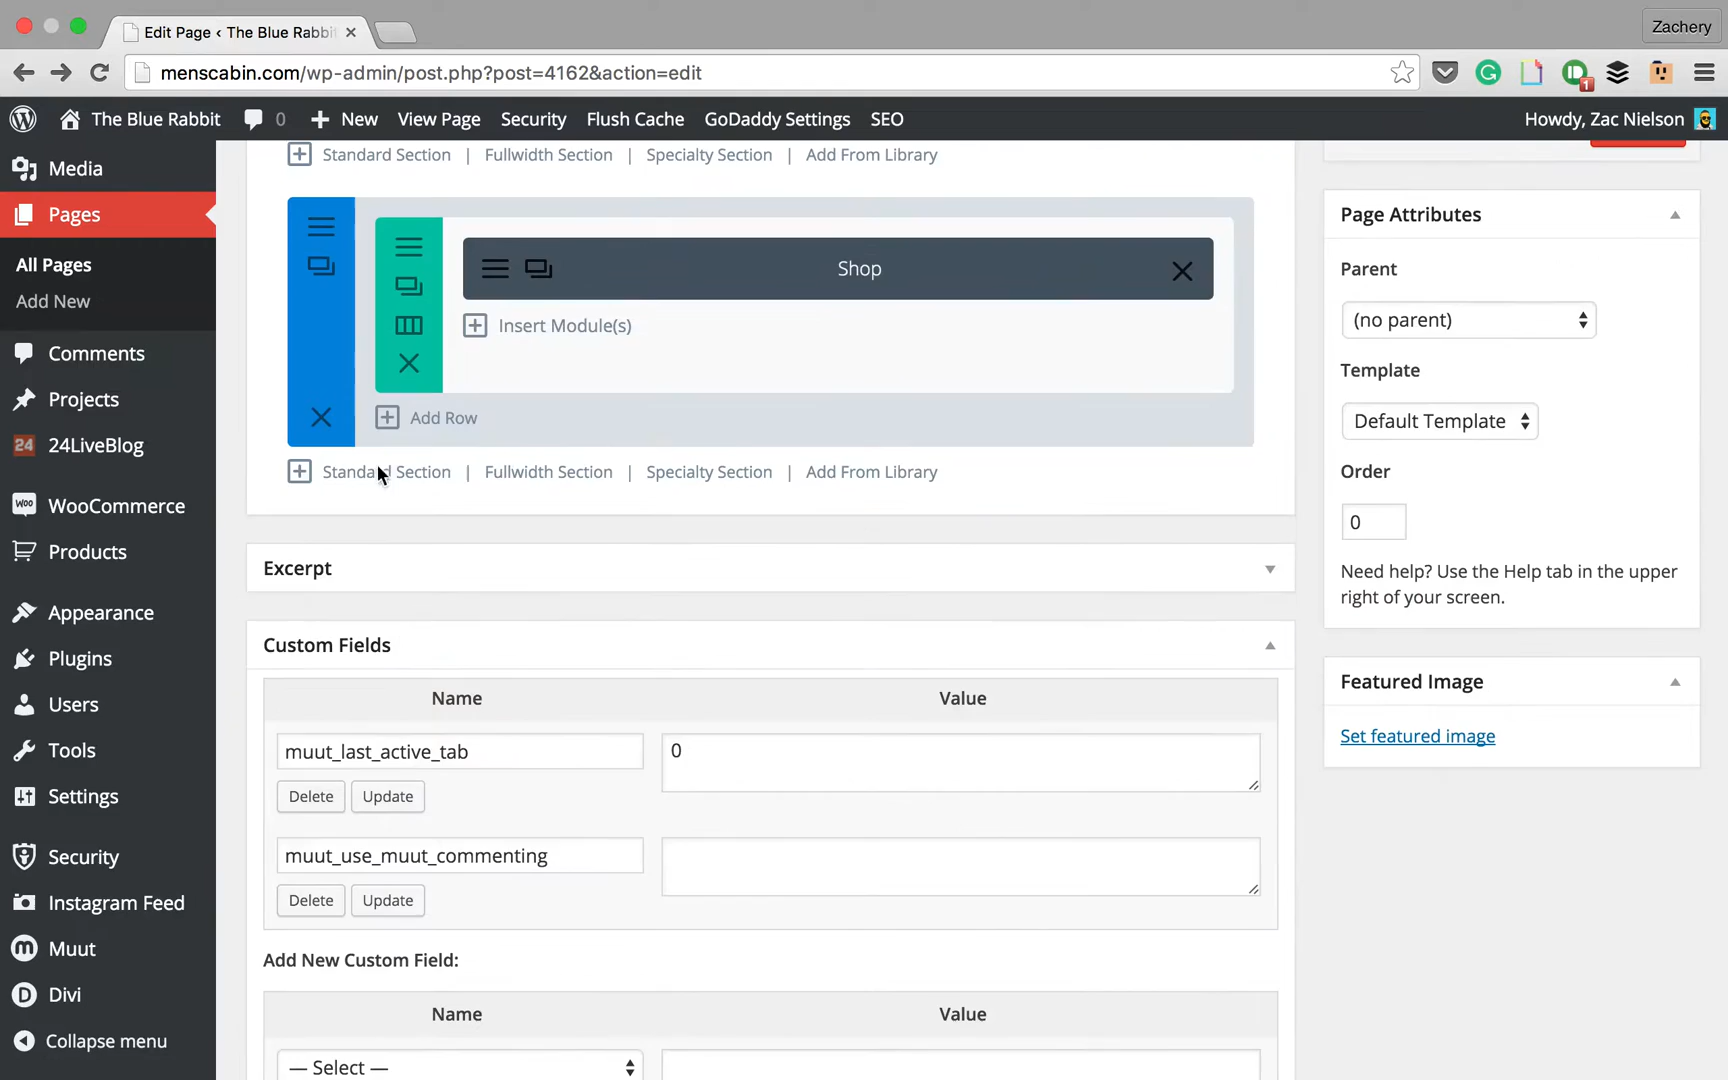 Edit Page ‹ The Blue Rabbi
Zachery
menscabin.com/wp-admin/post.php?post=4162&action=edit
1
The Blue Rabbit
0
New
View Page
Security
Flush Cache
GoDaddy Settings
SEO
Howdy, Zac Nielson
Media
Pages
All Pages
Add New
Comments
Projects
24
24LiveBlog
Woo
WooCommerce
Products
Appearance
Plugins
Users
Tools
Settings
Security
Instagram Feed
Muut
Divi
Collapse menu
Standard Section | Fullwidth Section | Specialty Section | Add From Library
Shop
Insert Module(s)
Add Row
Standard Section | Fullwidth Section | Specialty Section | Add From Library
Excerpt
Custom Fields
Name Value
muut_last_active_tab 0
Delete Update
muut_use_muut_commenting
Delete Update
Add New Custom Field:
Name Value
— Select —
Page Attributes
Parent
(no parent)
Template
Default Template
Order
0
Need help? Use the Help tab in the upper
right of your screen.
Featured Image
Set featured image